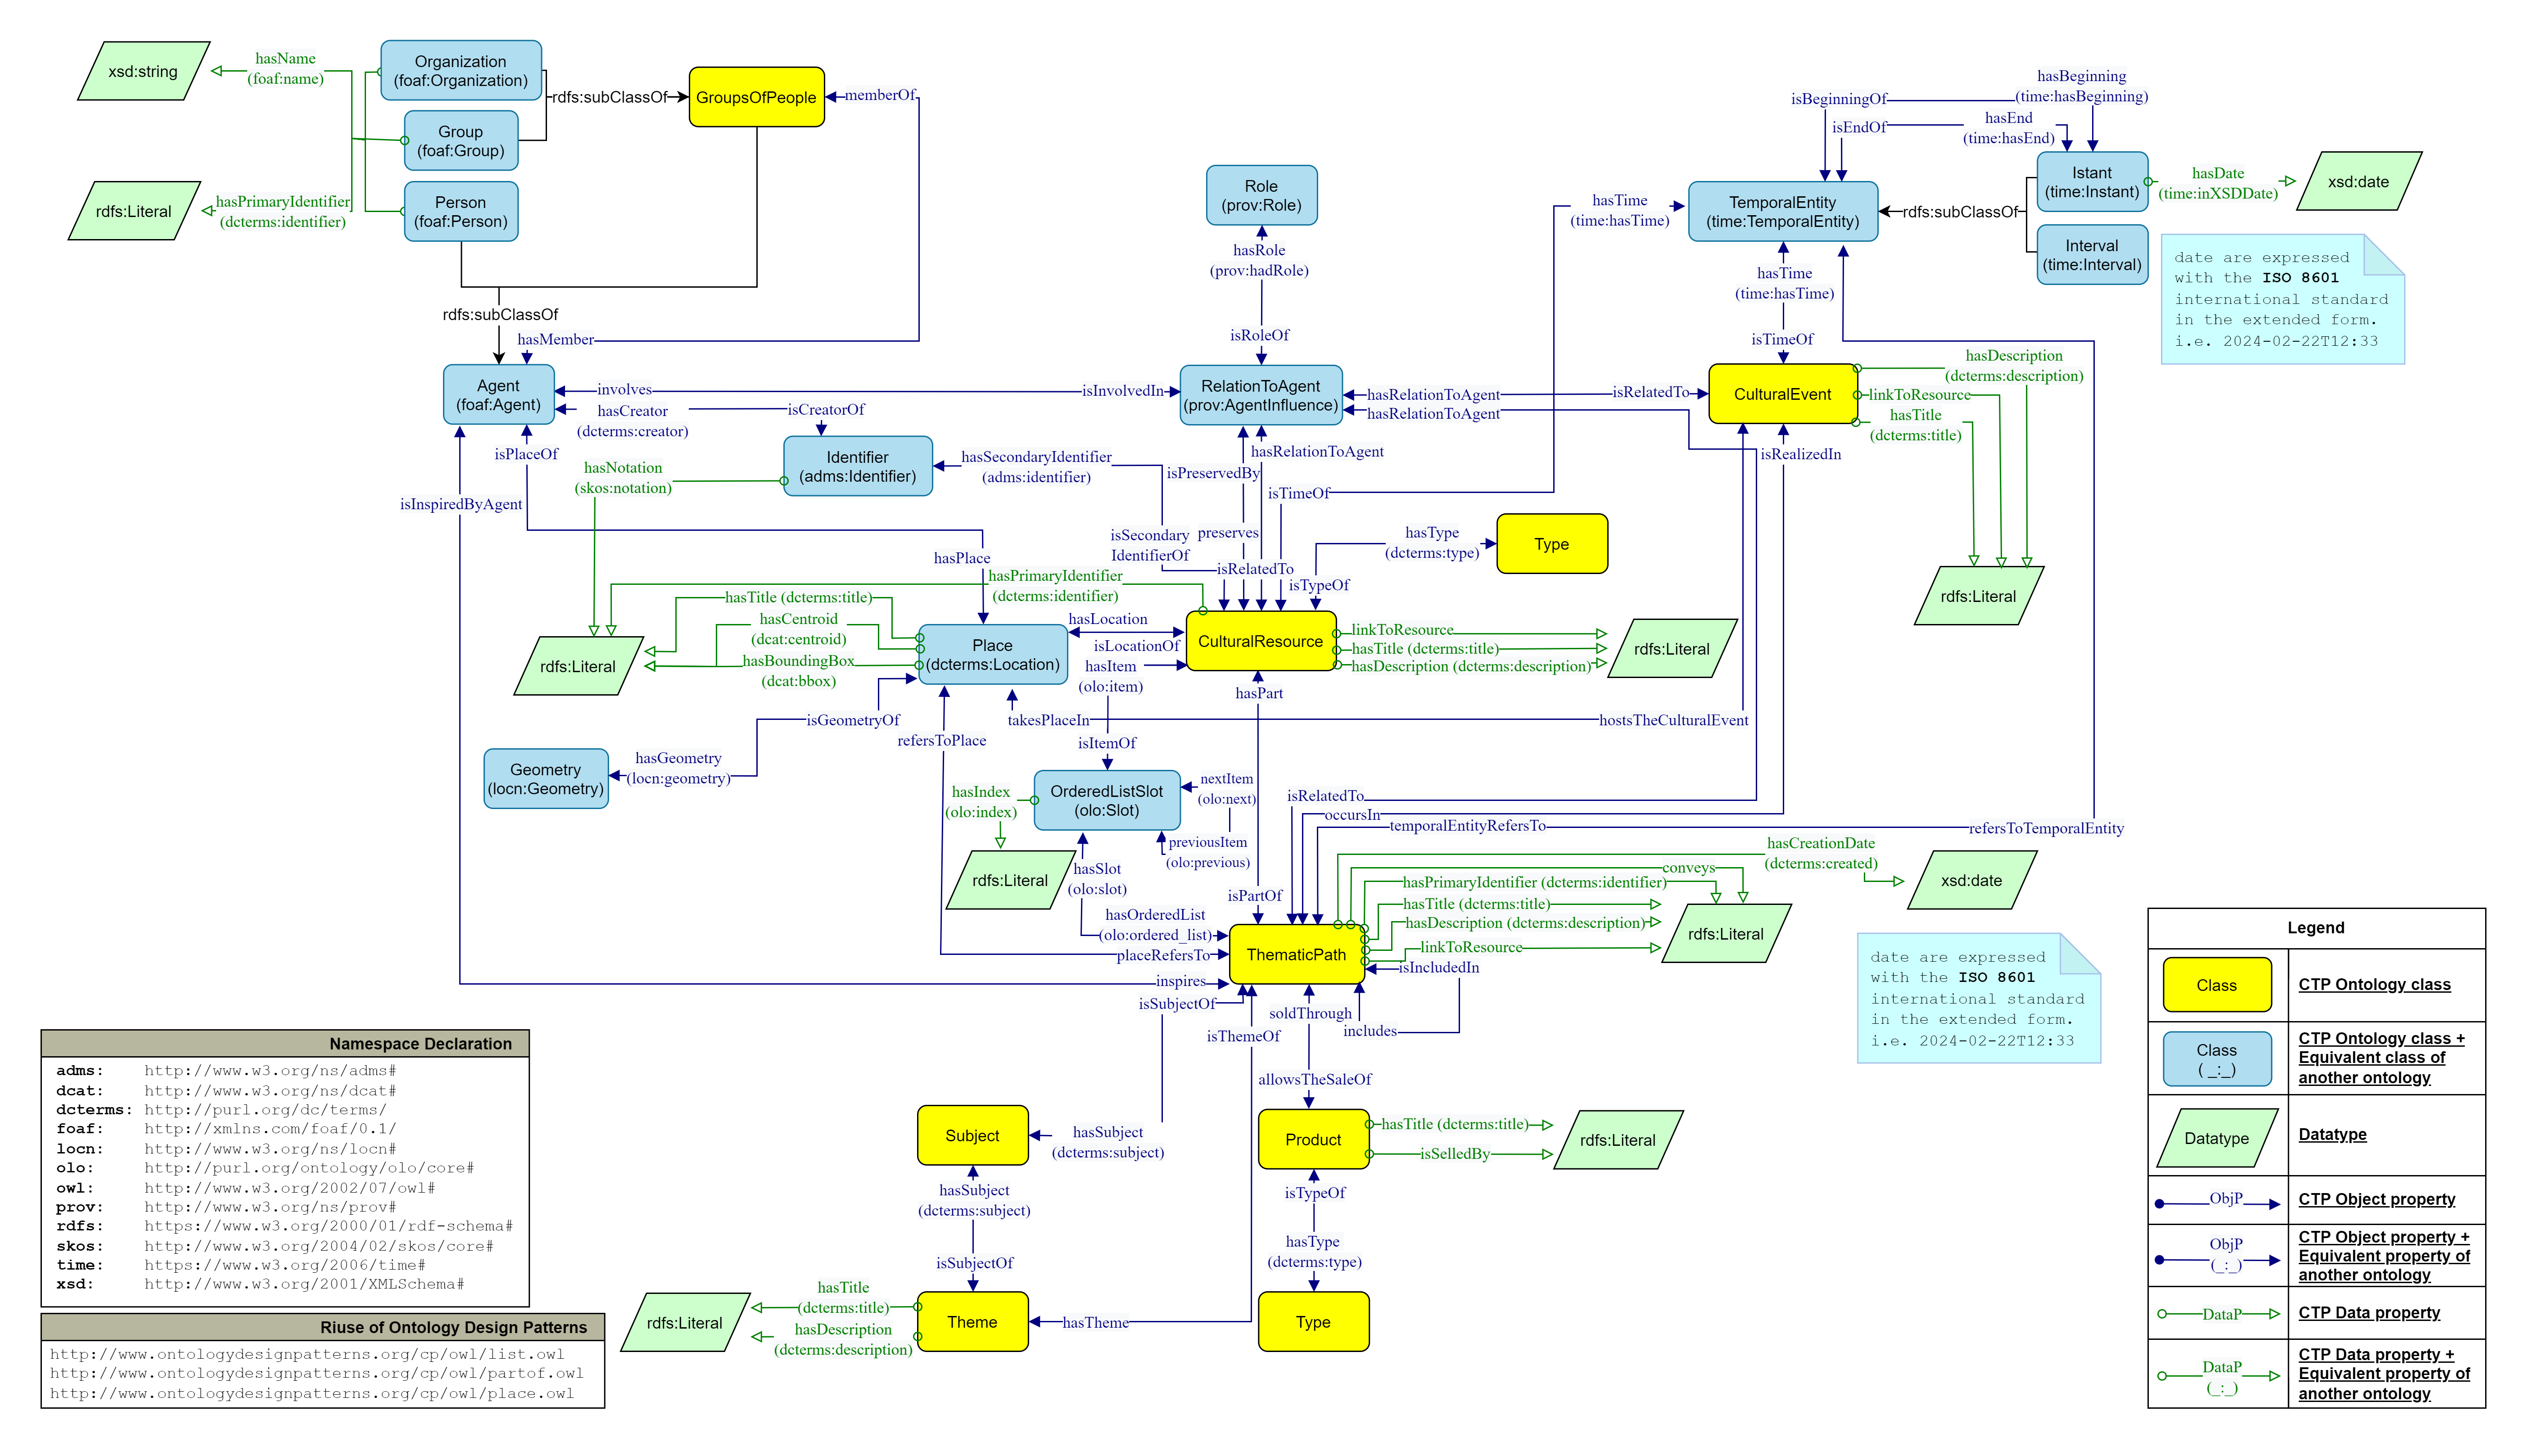 xsd:string
hasName
(foaf:name)
Organization
(foaf:Organization)
rdfs:subClassOf
GroupsOfPeople
memberOf
Group
(foaf:Group)
rdfs:Literal
hasPrimaryIdentifier
(dcterms:identifier)
Person
(foaf:Person)
rdfs:subClassOf
hasMember
Role
(prov:Role)
hasRole
(prov:hadRole)
isRoleOf
hasBeginning
(time:hasBeginning)
isBeginningOf
hasEnd
(time:hasEnd)
isEndOf
Istant
(time:Instant)
hasDate
(time:inXSDDate)
xsd:date
hasTime
(time:hasTime)
TemporalEntity
(time:TemporalEntity)
rdfs:subClassOf
Interval
(time:Interval)
date are expressed
with the ISO 8601
international standard
in the extended form.
i.e. 2024-02-22T12:33
hasTime
(time:hasTime)
isTimeOf
Agent
(foaf:Agent)
involves
isInvolvedIn
RelationToAgent
(prov:AgentInfluence)
hasRelationToAgent
isRelatedTo
hasRelationToAgent
CulturalEvent
hasDescription
(dcterms:description)
linkToResource
hasTitle
(dcterms:title)
rdfs:Literal
hasCreator
(dcterms:creator)
isCreatorOf
isPlaceOf
isInspiredByAgent
hasNotation
(skos:notation)
Identifier
(adms:Identifier)
hasSecondaryIdentifier
(adms:identifier)
isPreservedBy
hasRelationToAgent
isTimeOf
isRealizedIn
isSecondary
IdentifierOf
preserves
isRelatedTo
hasType
(dcterms:type)
Type
isTypeOf
hasPlace
hasPrimaryIdentifier
(dcterms:identifier)
hasTitle (dcterms:title)
hasCentroid
(dcat:centroid)
hasBoundingBox
(dcat:bbox)
rdfs:Literal
Place
(dcterms:Location)
hasLocation
isLocationOf
hasItem
(olo:item)
CulturalResource
linkToResource
hasTitle (dcterms:title)
hasDescription (dcterms:description)
rdfs:Literal
hasPart
isGeometryOf
takesPlaceIn
hostsTheCulturalEvent
refersToPlace
isItemOf
Geometry
(locn:Geometry)
hasGeometry
(locn:geometry)
hasIndex
(olo:index)
OrderedListSlot
(olo:Slot)
nextItem
(olo:next)
previousItem
(olo:previous)
rdfs:Literal
hasSlot
(olo:slot)
isRelatedTo
occursIn
temporalEntityRefersTo
refersToTemporalEntity
hasCreationDate
(dcterms:created)
conveys
xsd:date
hasPrimaryIdentifier (dcterms:identifier)
hasTitle (dcterms:title)
hasDescription (dcterms:description)
linkToResource
rdfs:Literal
isPartOf
hasOrderedList
(olo:ordered_list)
placeRefersTo
ThematicPath
isIncludedIn
includes
inspires
isSubjectOf
soldThrough
isThemeOf
allowsTheSaleOf
date are expressed
with the ISO 8601
international standard
in the extended form.
i.e. 2024-02-22T12:33
Subject
hasSubject
(dcterms:subject)
Product
hasTitle (dcterms:title)
isSelledBy
rdfs:Literal
hasSubject
(dcterms:subject)
isSubjectOf
isTypeOf
hasType
(dcterms:type)
Type
rdfs:Literal
hasTitle
(dcterms:title)
hasDescription
(dcterms:description)
Theme
hasTheme
Namespace Declaration
adms: http://www.w3.org/ns/adms#
dcat: http://www.w3.org/ns/dcat#
dcterms: http://purl.org/dc/terms/
foaf: http://xmlns.com/foaf/0.1/
locn: http://www.w3.org/ns/locn#
olo: http://purl.org/ontology/olo/core#
owl: http://www.w3.org/2002/07/owl#
prov: http://www.w3.org/ns/prov#
rdfs: https://www.w3.org/2000/01/rdf-schema#
skos: http://www.w3.org/2004/02/skos/core#
time: https://www.w3.org/2006/time#
xsd: http://www.w3.org/2001/XMLSchema#
Riuse of Ontology Design Patterns
http://www.ontologydesignpatterns.org/cp/owl/list.owl
http://www.ontologydesignpatterns.org/cp/owl/partof.owl
http://www.ontologydesignpatterns.org/cp/owl/place.owl
Legend
Class
CTP Ontology class
Class
( _:_)
CTP Ontology class +
Equivalent class of
another ontology
Datatype
Datatype
ObjP
CTP Object property
ObjP
(_:_)
CTP Object property +
Equivalent property of
another ontology
DataP
CTP Data property
DataP
(_:_)
CTP Data property +
Equivalent property of
another ontology